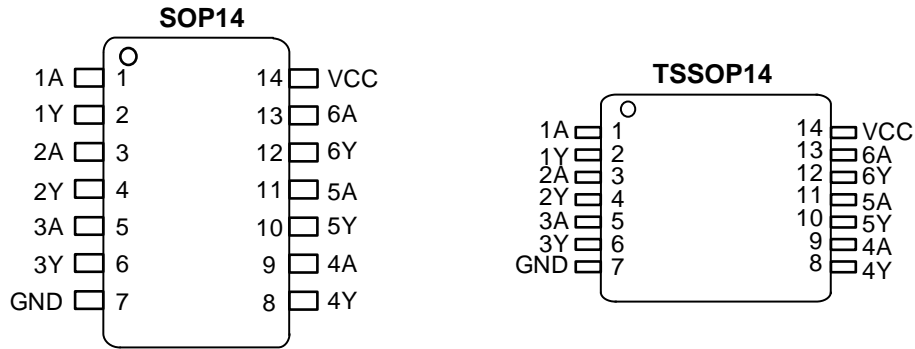 SOP14
1A 1 14 VCC
1Y 2 13 6A
2A 3 12 6Y
2Y 4 11 5A
3A 5 10 5Y
3Y 6 9 4A
GND 7 8 4Y
TSSOP14
1A 1 14 VCC
1Y 2 13 6A
2A 3 12 6Y
2Y 4 11 5A
3A 5 10 5Y
3Y 6 9 4A
GND 7 8 4Y